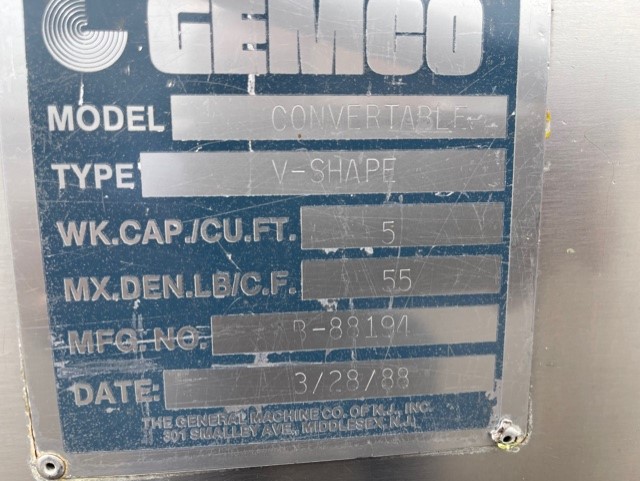 GEMCO
MODEL CONVERTABLE
TYPE V-SHAPE
WK.CAP./CU.FT. 5
MX.DEN.LB/C.F. 55
MFG. NO. B-88194
DATE: 3/28/88
THE GENERAL MACHINE CO. OF N.J., INC.
301 SMALLEY AVE., MIDDLESEX, N.J.